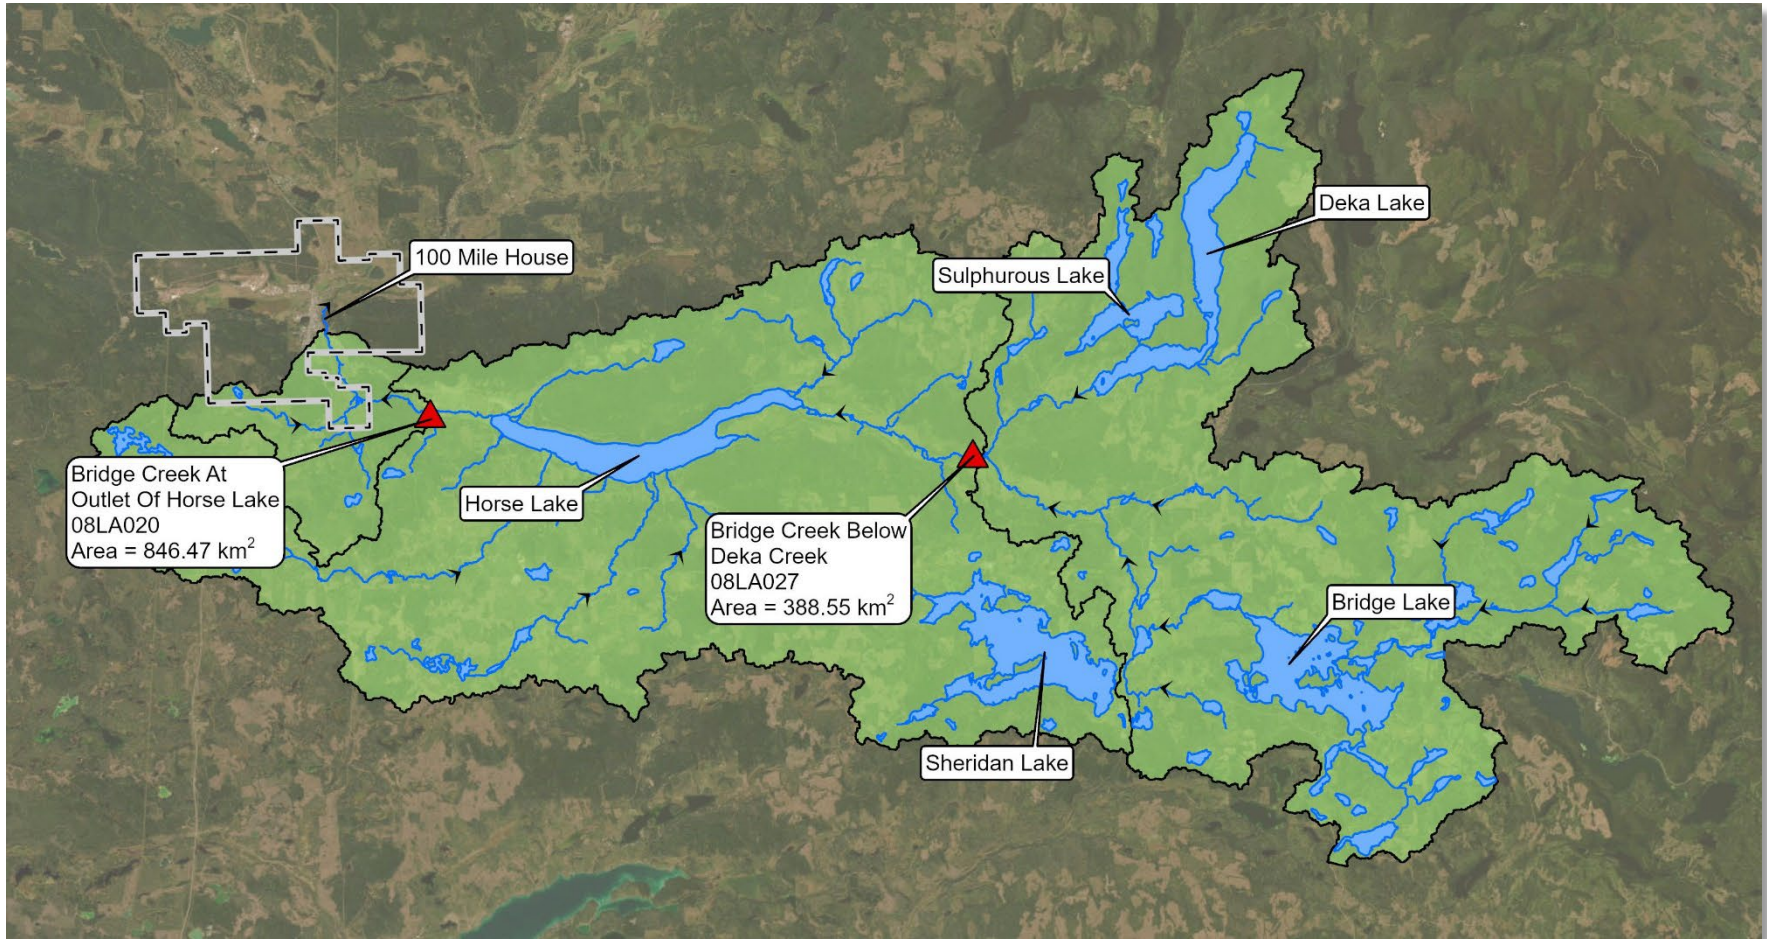 Deka Lake
100 Mile House
Sulphurous Lake
Bridge Creek At
Outlet Of Horse Lake
08LA020
Area = 846.47 km²
Horse Lake
Bridge Creek Below
Deka Creek
08LA027
Area = 388.55 km²
Bridge Lake
Sheridan Lake